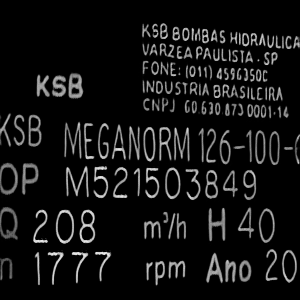 KSB BOMBAS HIDRAULICA
VARZEA PAULISTA - SP
FONE: (011) 4596350C
INDUSTRIA BRASILEIRA
CNPJ 60.630.873 0001-14
KSB
KSB MEGANORM 126-100-
OP M521503849
Q 208 m³/h H 40
n 1777 rpm Ano 20